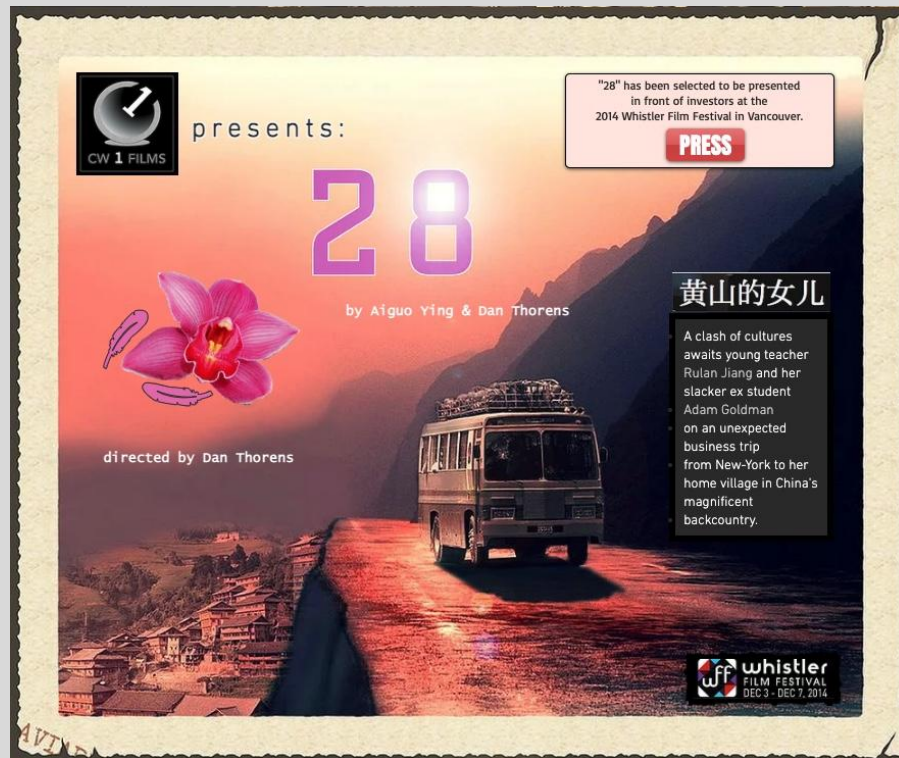 1
CW 1 FILMS
presents:
"28" has been selected to be presented
in front of investors at the
2014 Whistler Film Festival in Vancouver.
PRESS
28
by Aiguo Ying & Dan Thorens
黄山的女儿
A clash of cultures
awaits young teacher
Rulan Jiang and her
slacker ex student
Adam Goldman
on an unexpected
business trip
from New-York to her
home village in China's
magnificent
backcountry.
directed by Dan Thorens
wff whistler
FILM FESTIVAL
DEC 3 - DEC 7, 2014